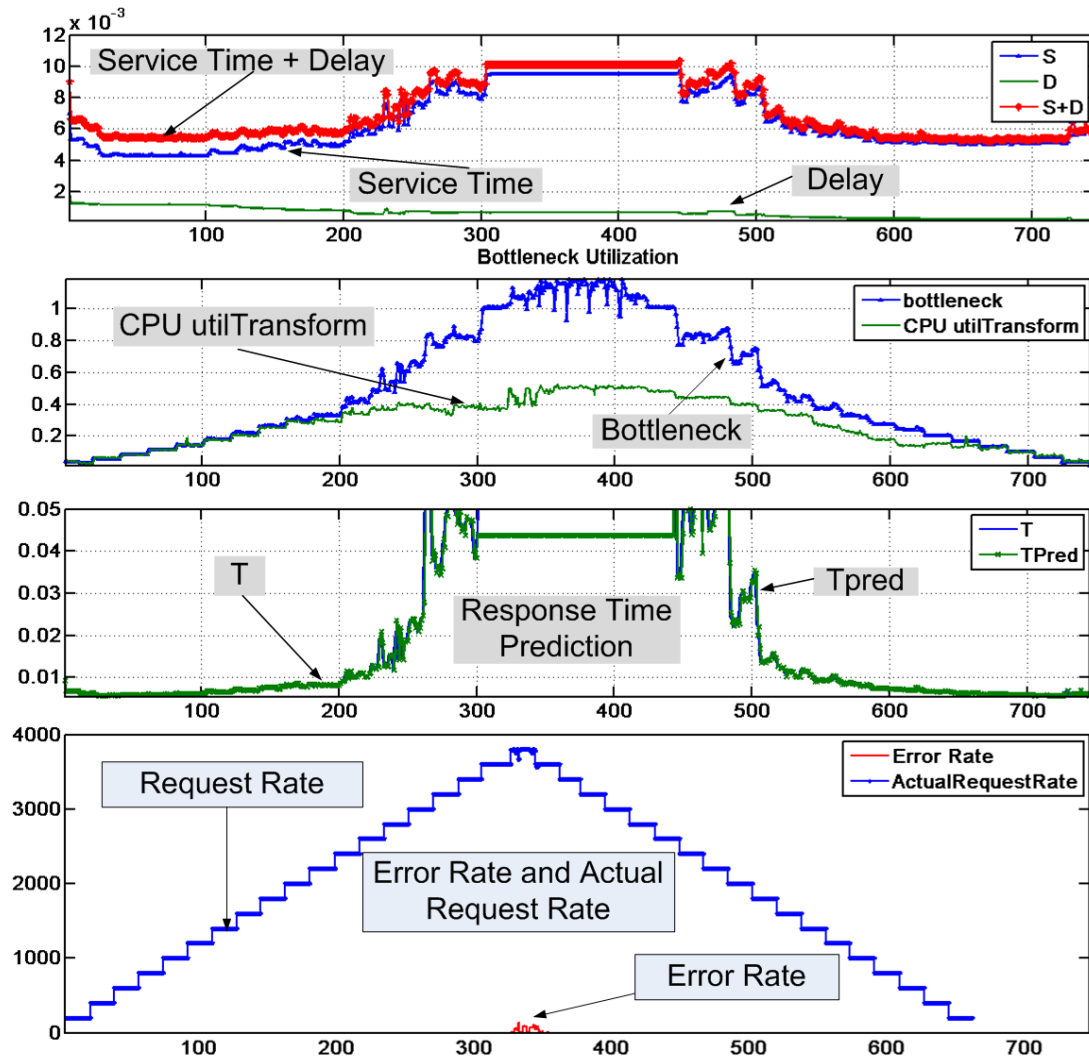 x 10⁻³
12
10
8
6
4
2
Service Time + Delay
Service Time
Delay
S
D
S+D
100 200 300 400 500 600 700
Bottleneck Utilization
1
0.8
0.6
0.4
0.2
CPU utilTransform
Bottleneck
bottleneck
CPU utilTransform
100 200 300 400 500 600 700
0.05
0.04
0.03
0.02
0.01
T
Response Time
Prediction
Tpred
T
TPred
100 200 300 400 500 600 700
4000
3000
2000
1000
0
Request Rate
Error Rate and Actual
Request Rate
Error Rate
Error Rate
ActualRequestRate
100 200 300 400 500 600 700